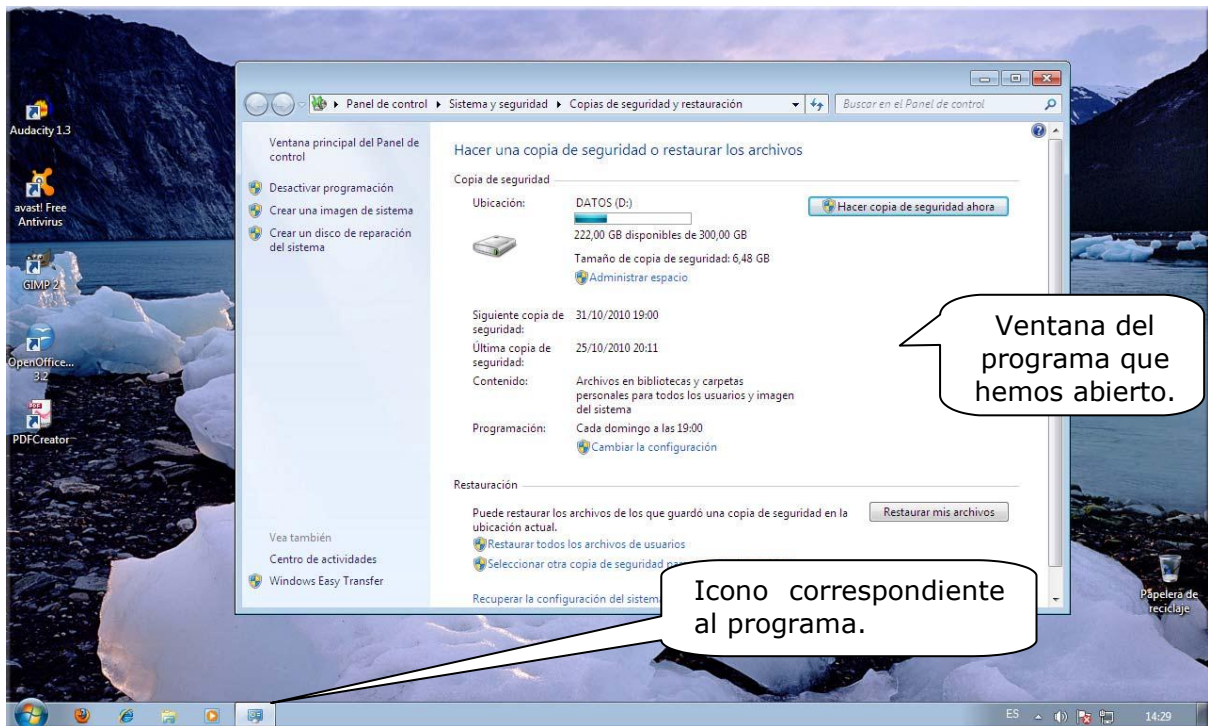 Audacity 1.3
avast! Free
Antivirus
GIMP 2
OpenOffice...
3.2
PDFCreator
Panel de control
Sistema y seguridad
Copias de seguridad y restauración
Buscar en el Panel de control
Ventana principal del Panel de
control
Desactivar programación
Crear una imagen de sistema
Crear un disco de reparación
del sistema
Vea también
Centro de actividades
Windows Easy Transfer
Hacer una copia de seguridad o restaurar los archivos
Copia de seguridad
Ubicación:
DATOS (D:)
Hacer copia de seguridad ahora
222,00 GB disponibles de 300,00 GB
Tamaño de copia de seguridad: 6,48 GB
Administrar espacio
Siguiente copia de
seguridad:
31/10/2010 19:00
Última copia de
seguridad:
25/10/2010 20:11
Contenido:
Archivos en bibliotecas y carpetas
personales para todos los usuarios y imagen
del sistema
Programación:
Cada domingo a las 19:00
Cambiar la configuración
Restauración
Puede restaurar los archivos de los que guardó una copia de seguridad en la
ubicación actual.
Restaurar mis archivos
Restaurar todos los archivos de usuarios
Seleccionar otra copia de seguridad
Recuperar la configuración del sistema
Ventana del
programa que
hemos abierto.
Icono correspondiente
al programa.
Papelera de
reciclaje
ES
14:29